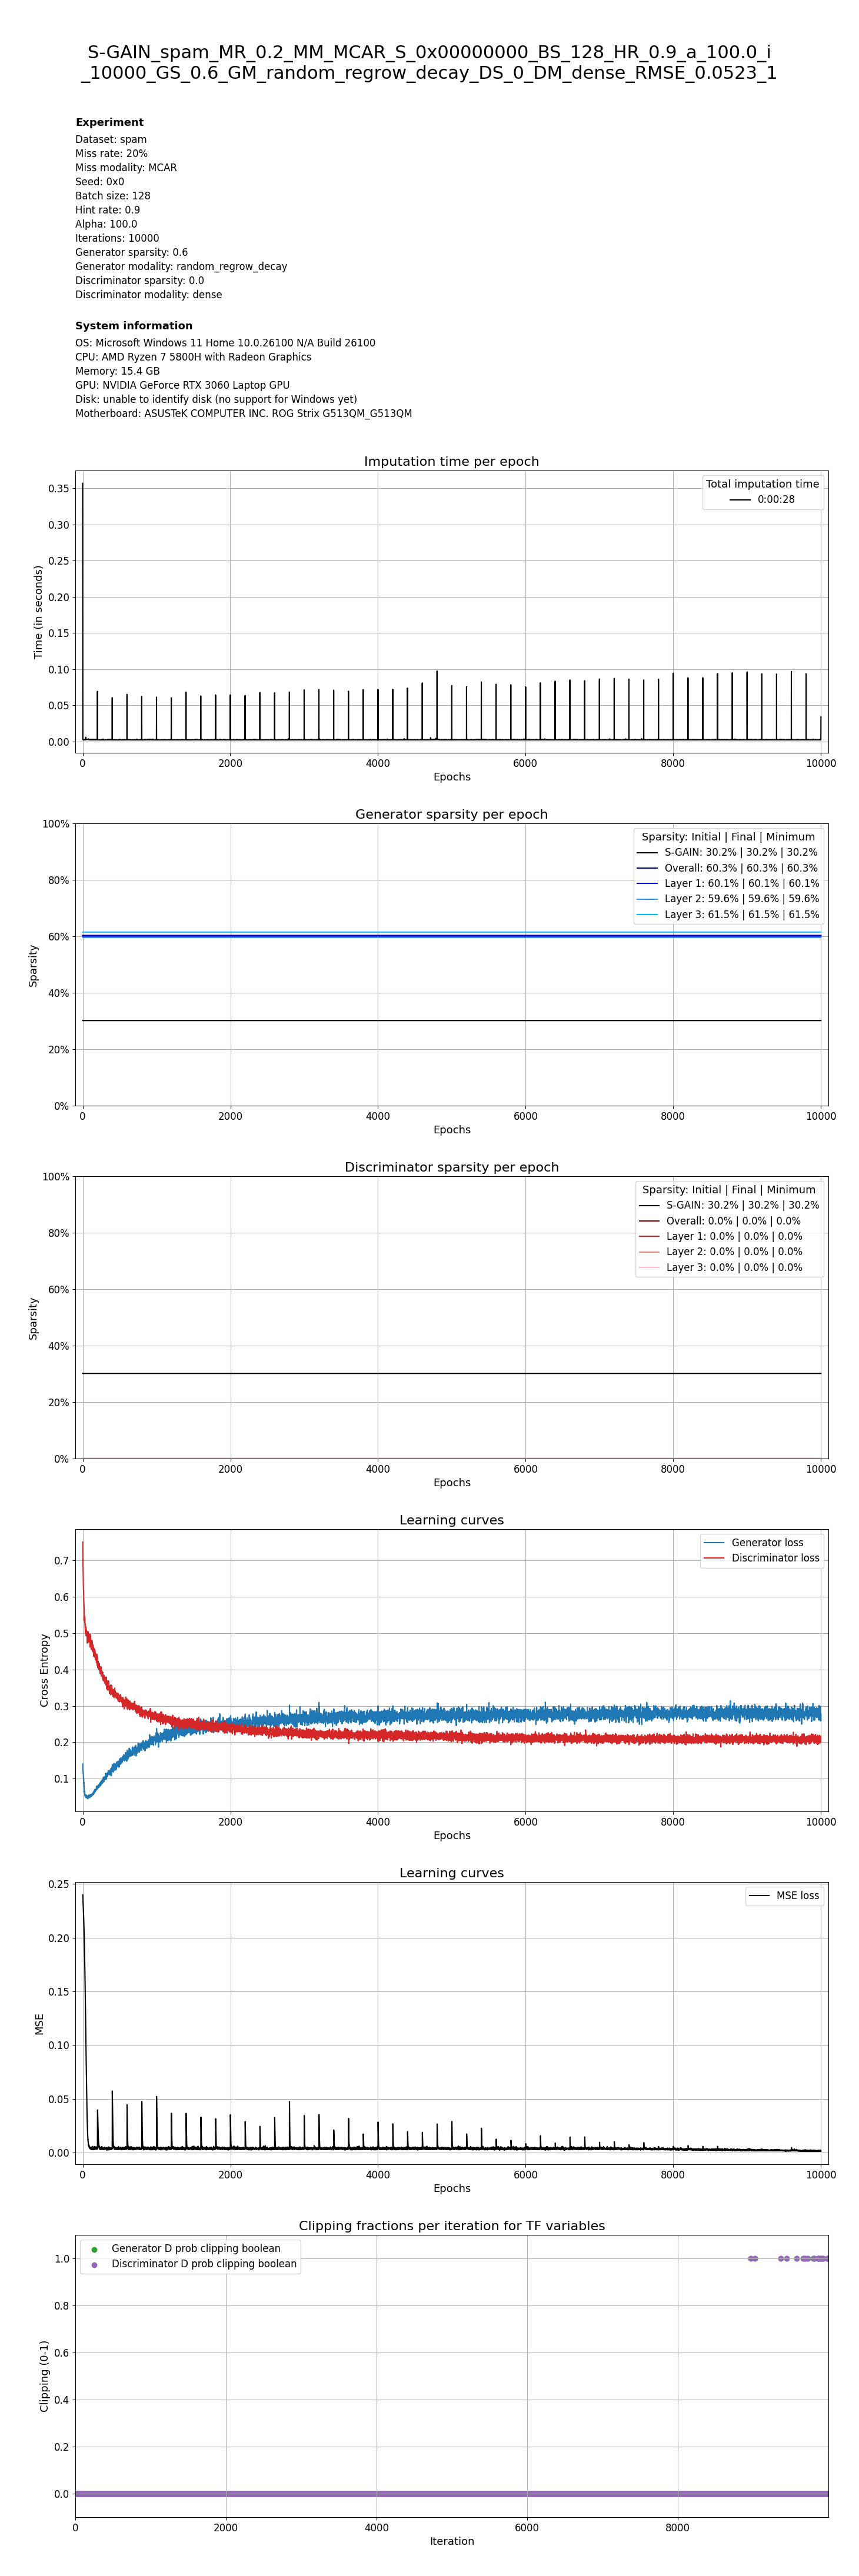 S-GAIN_spam_MR_0.2_MM_MCAR_S_0x00000000_BS_128_HR_0.9_a_100.0_i
_10000_GS_0.6_GM_random_regrow_decay_DS_0_DM_dense_RMSE_0.0523_1
Experiment
Dataset: spam
Miss rate: 20%
Miss modality: MCAR
Seed: 0x0
Batch size: 128
Hint rate: 0.9
Alpha: 100.0
Iterations: 10000
Generator sparsity: 0.6
Generator modality: random_regrow_decay
Discriminator sparsity: 0.0
Discriminator modality: dense
System information
OS: Microsoft Windows 11 Home 10.0.26100 N/A Build 26100
CPU: AMD Ryzen 7 5800H with Radeon Graphics
Memory: 15.4 GB
GPU: NVIDIA GeForce RTX 3060 Laptop GPU
Disk: unable to identify disk (no support for Windows yet)
Motherboard: ASUSTeK COMPUTER INC. ROG Strix G513QM_G513QM
Imputation time per epoch
Total imputation time
0:00:28
0.35
0.30
0.25
0.20
0.15
0.10
0.05
0.00
Time (in seconds)
0 2000 4000 6000 8000 10000
Epochs
Generator sparsity per epoch
Sparsity: Initial | Final | Minimum
S-GAIN: 30.2% | 30.2% | 30.2%
Overall: 60.3% | 60.3% | 60.3%
Layer 1: 60.1% | 60.1% | 60.1%
Layer 2: 59.6% | 59.6% | 59.6%
Layer 3: 61.5% | 61.5% | 61.5%
100%
80%
60%
40%
20%
0%
Sparsity
0 2000 4000 6000 8000 10000
Epochs
Discriminator sparsity per epoch
Sparsity: Initial | Final | Minimum
S-GAIN: 30.2% | 30.2% | 30.2%
Overall: 0.0% | 0.0% | 0.0%
Layer 1: 0.0% | 0.0% | 0.0%
Layer 2: 0.0% | 0.0% | 0.0%
Layer 3: 0.0% | 0.0% | 0.0%
100%
80%
60%
40%
20%
0%
Sparsity
0 2000 4000 6000 8000 10000
Epochs
Learning curves
Generator loss
Discriminator loss
0.7
0.6
0.5
0.4
0.3
0.2
0.1
Cross Entropy
0 2000 4000 6000 8000 10000
Epochs
Learning curves
MSE loss
0.25
0.20
0.15
0.10
0.05
0.00
MSE
0 2000 4000 6000 8000 10000
Epochs
Clipping fractions per iteration for TF variables
Generator D prob clipping boolean
Discriminator D prob clipping boolean
1.0
0.8
0.6
0.4
0.2
0.0
Clipping (0-1)
0 2000 4000 6000 8000
Iteration